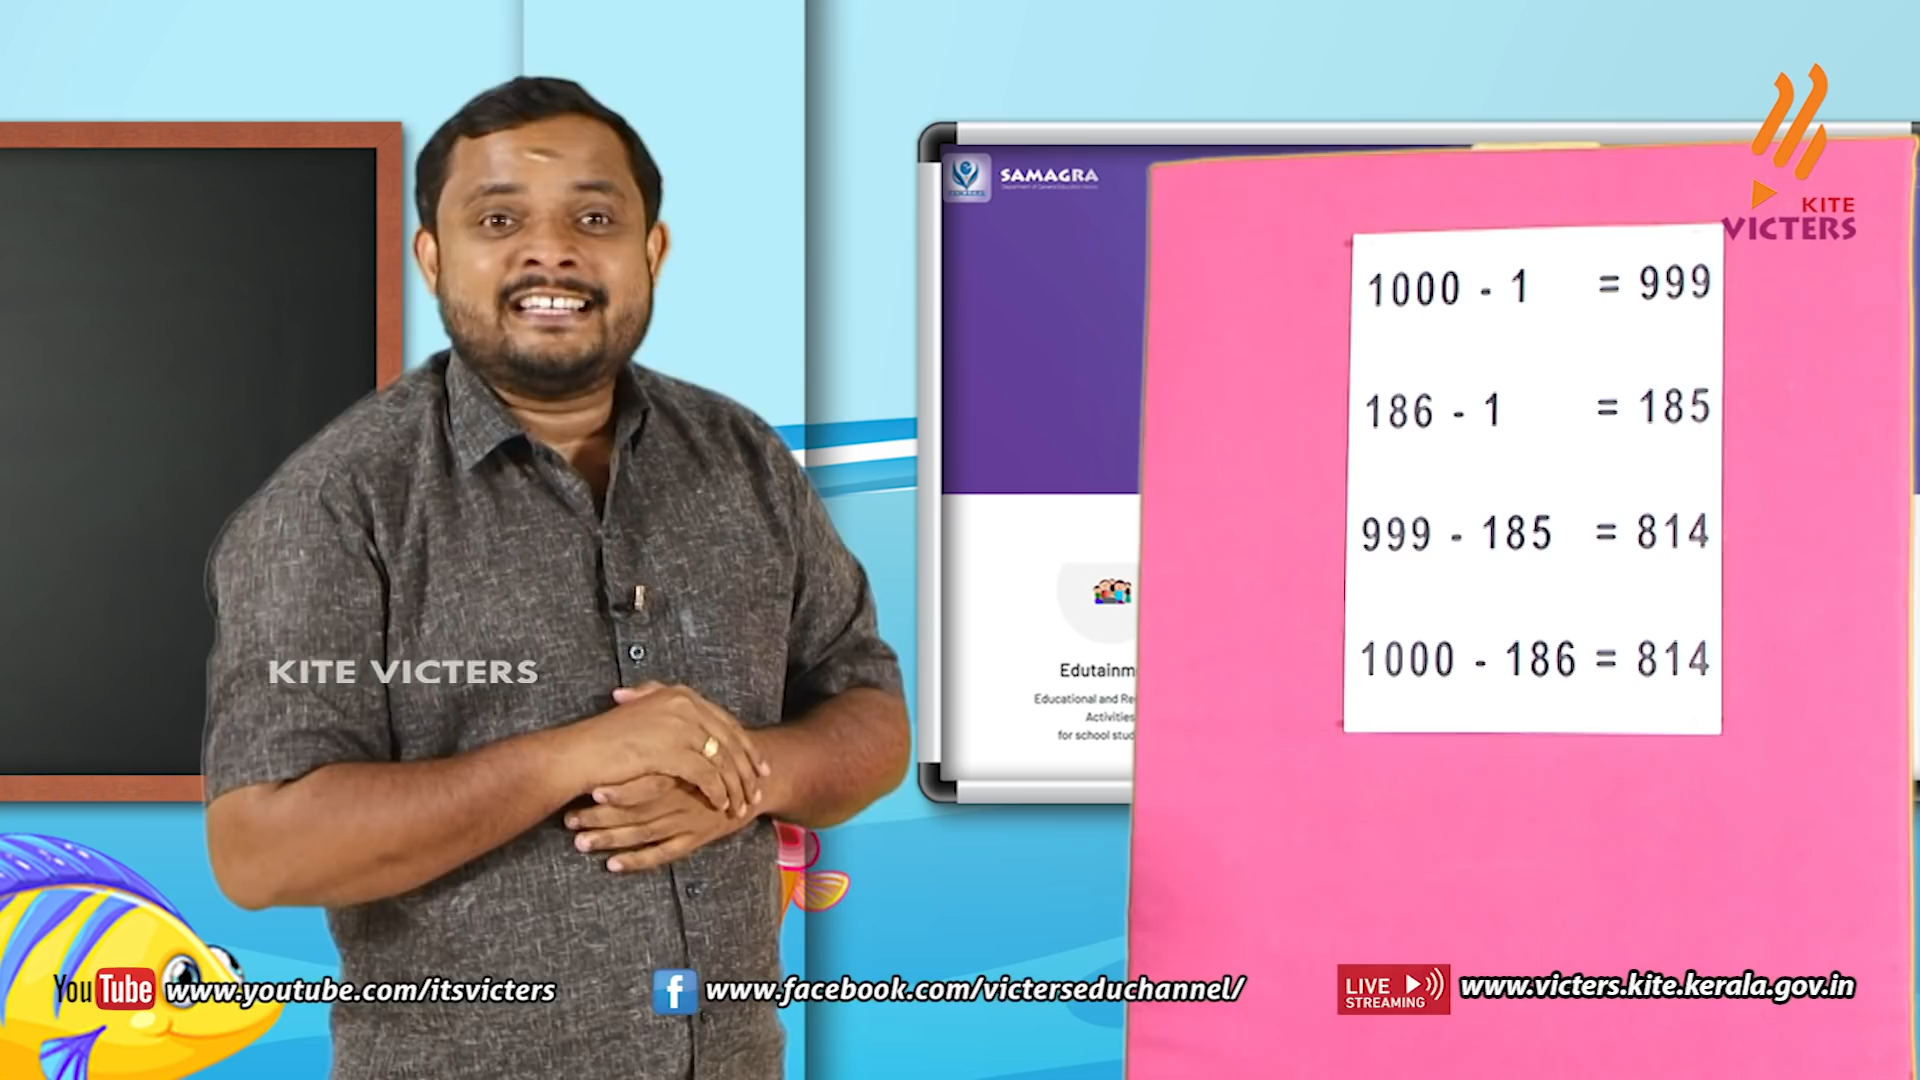 SAMAGRA
KITE
VICTERS
1000 - 1 = 999
186 - 1 = 185
999 - 185 = 814
1000 - 186 = 814
KITE VICTERS
Edutainm
Educational and Re
Activities
for school stud
YouTube www.youtube.com/itsvicters
f www.facebook.com/victerseduchannel/
LIVE STREAMING www.victers.kite.kerala.gov.in